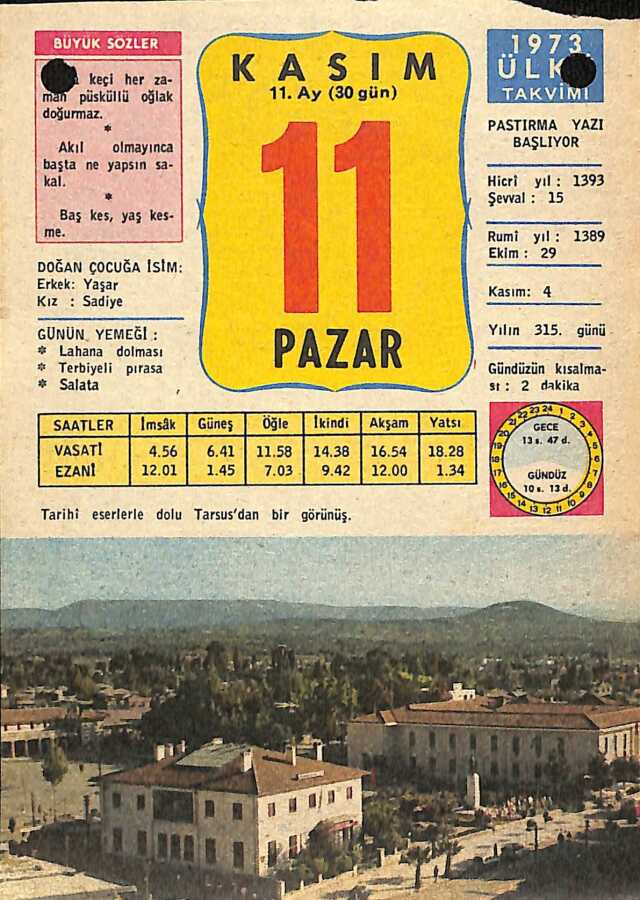 BÜYÜK SÖZLER
keçi her za-
man püsküllü oğlak
doğurmaz.
*
Akıl olmayınca
başta ne yapsın sa-
kal.
*
Baş kes, yaş kes-
me.
DOĞAN ÇOCUĞA İSİM:
Erkek: Yaşar
Kız : Sadiye
GÜNÜN YEMEĞİ :
* Lahana dolması
* Terbiyeli pırasa
* Salata
KASIM
11. Ay (30 gün)
11
PAZAR
1973
TAKVİMİ
PASTIRMA YAZI
BAŞLIYOR
Hicrî yıl : 1393
Şevval : 15
Rumî yıl : 1389
Ekim : 29
Kasım: 4
Yılın 315. günü
Gündüzün kısalma-
sı : 2 dakika
SAATLER İmsâk Güneş Öğle İkindi Akşam Yatsı
VASATÎ 4.56 6.41 11.58 14.38 16.54 18.28
EZANÎ 12.01 1.45 7.03 9.42 12.00 1.34
GECE
13 s. 47 d.
GÜNDÜZ
10 s. 13 d.
Tarihî eserlerle dolu Tarsus'dan bir görünüş.